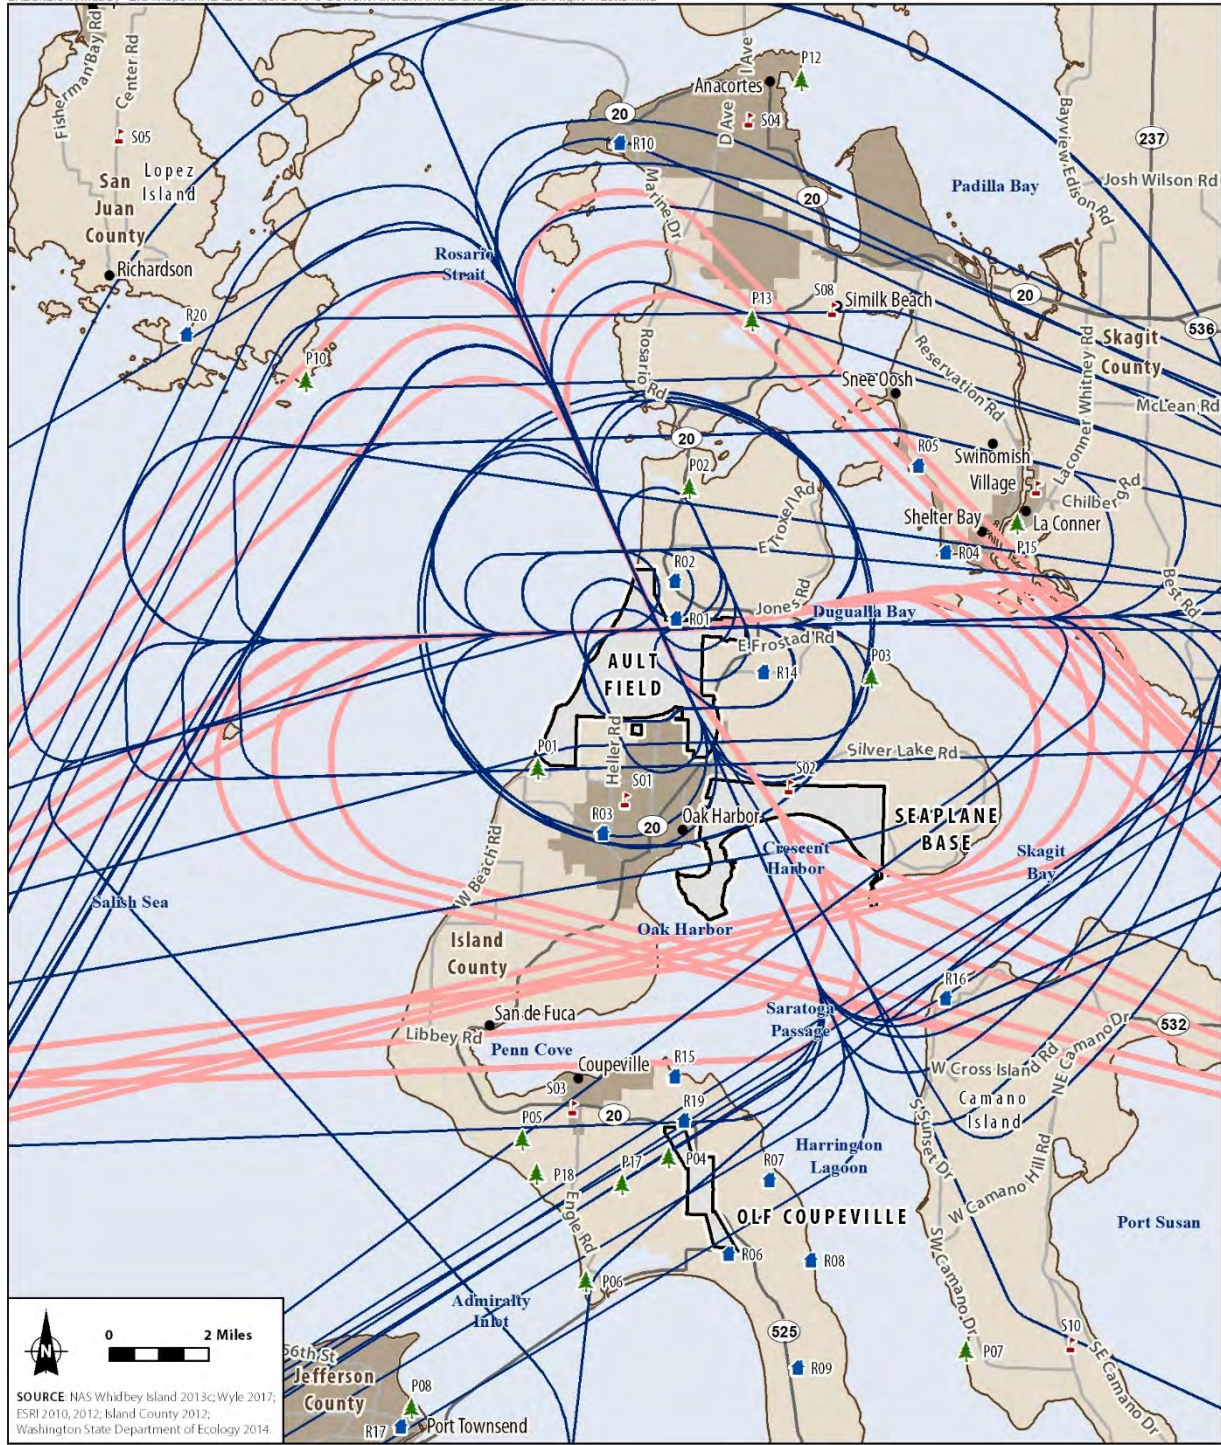 Fisherman Bay Rd
Center Rd
S05
Lopez
Island
San
Juan
County
Richardson
R20
P10
Rosario
Strait
I Ave
P12
Anacortes
D Ave
S04
20
R10
Marine Dr
20
Padilla Bay
Bayview Edison Rd
237
Josh Wilson Rd
P13
S08
Similk Beach
20
536
Skagit
County
Rosario Rd
Snee Oosh
Reservation Rd
Laconner Whitney Rd
McLean Rd
20
P02
R05
Swinomish
Village
Chilberg Rd
La Conner
Shelter Bay
R04
P15
E Troxell Rd
R02
R01
Jones Rd
Dugualla Bay
Best Rd
E Frostad Rd
AULT
FIELD
R14
P03
Heller Rd
P01
Silver Lake Rd
S01
S02
R03
20
Oak Harbor
SEAPLANE
BASE
Crescent
Harbor
Skagit
Bay
W Beach Rd
Salish Sea
Oak Harbor
Island
County
R16
San de Fuca
Saratoga
Passage
Libbey Rd
Penn Cove
532
NE Camano Dr
W Cross Island Rd
Coupeville
R15
S03
20
R19
Camano
Island
S Sunset Dr
P05
P18
P17
P04
R07
Harrington
Lagoon
W Camano Hill Rd
Engle Rd
OLF COUPEVILLE
Port Susan
R06
R08
SW Camano Dr
P06
Admiralty
Inlet
525
S10
P07
R09
SE Camano Dr
N
0 2 Miles
SOURCE: NAS Whidbey Island 2013c; Wyle 2017;
ESRI 2010, 2012; Island County 2012;
Washington State Department of Ecology 2014.
56th St
Jefferson
County
P08
R17
Port Townsend